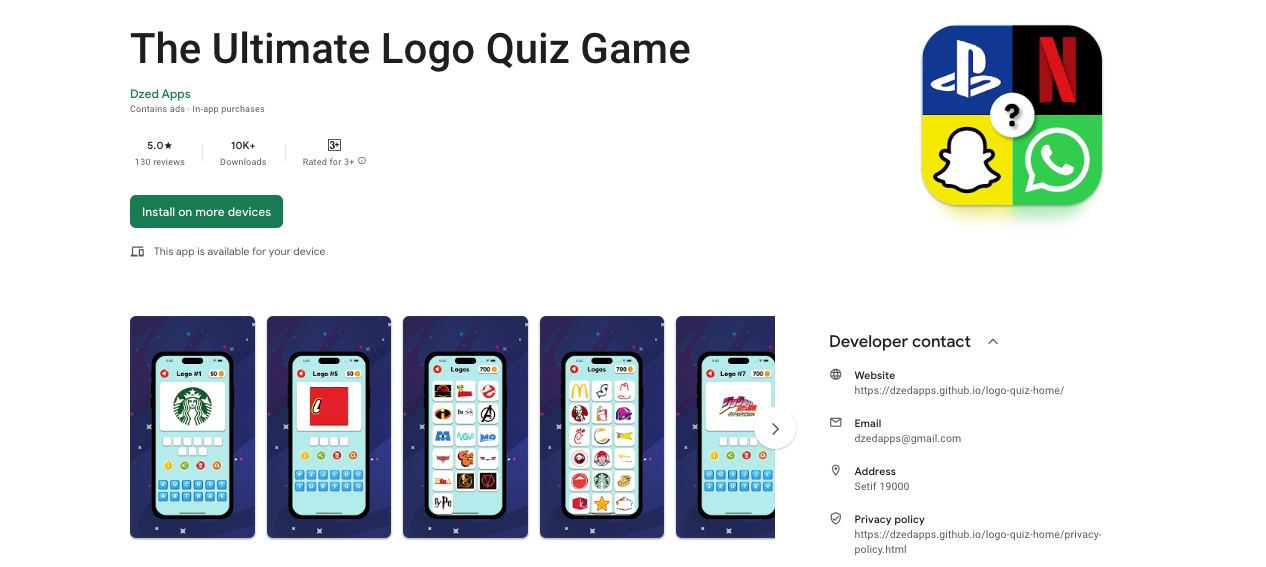 The Ultimate Logo Quiz Game
Dzed Apps
Contains ads · In-app purchases
5.0★
130 reviews
10K+
Downloads
3+
Rated for 3+
Install on more devices
This app is available for your device
?
Logo #1
50
Logo #5
50
Logos
700
Logos
700
Logo #7
700
Developer contact
Website
https://dzedapps.github.io/logo-quiz-home/
Email
dzedapps@gmail.com
Address
Setif 19000
Privacy policy
https://dzedapps.github.io/logo-quiz-home/privacy-
policy.html